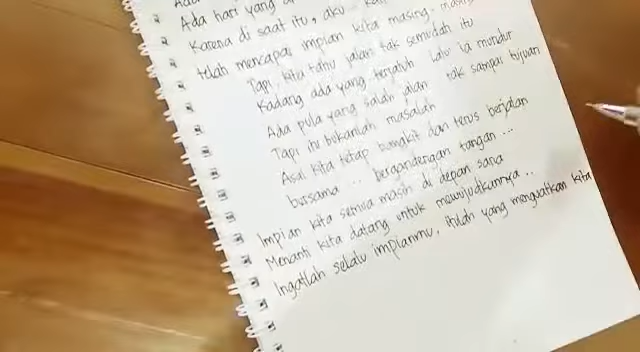 Ada hari yang
Karena di saat itu, aku
telah mencapai impian kita masing-masing
Tapi kita tahu jalan tak semudah itu
Kadang ada yang terjatuh lalu ia mundur
Ada pula yang salah jalan tak sampai tujuan
Tapi itu bukanlah masalah
Asal kita tetap bangkit dan terus berjalan
bersama ... bergandengan tangan ...
Impian kita semua masih di depan sana
Menanti kita datang untuk mewujudkannya ..
Ingatlah selalu impianmu, itulah yang menguatkan kita